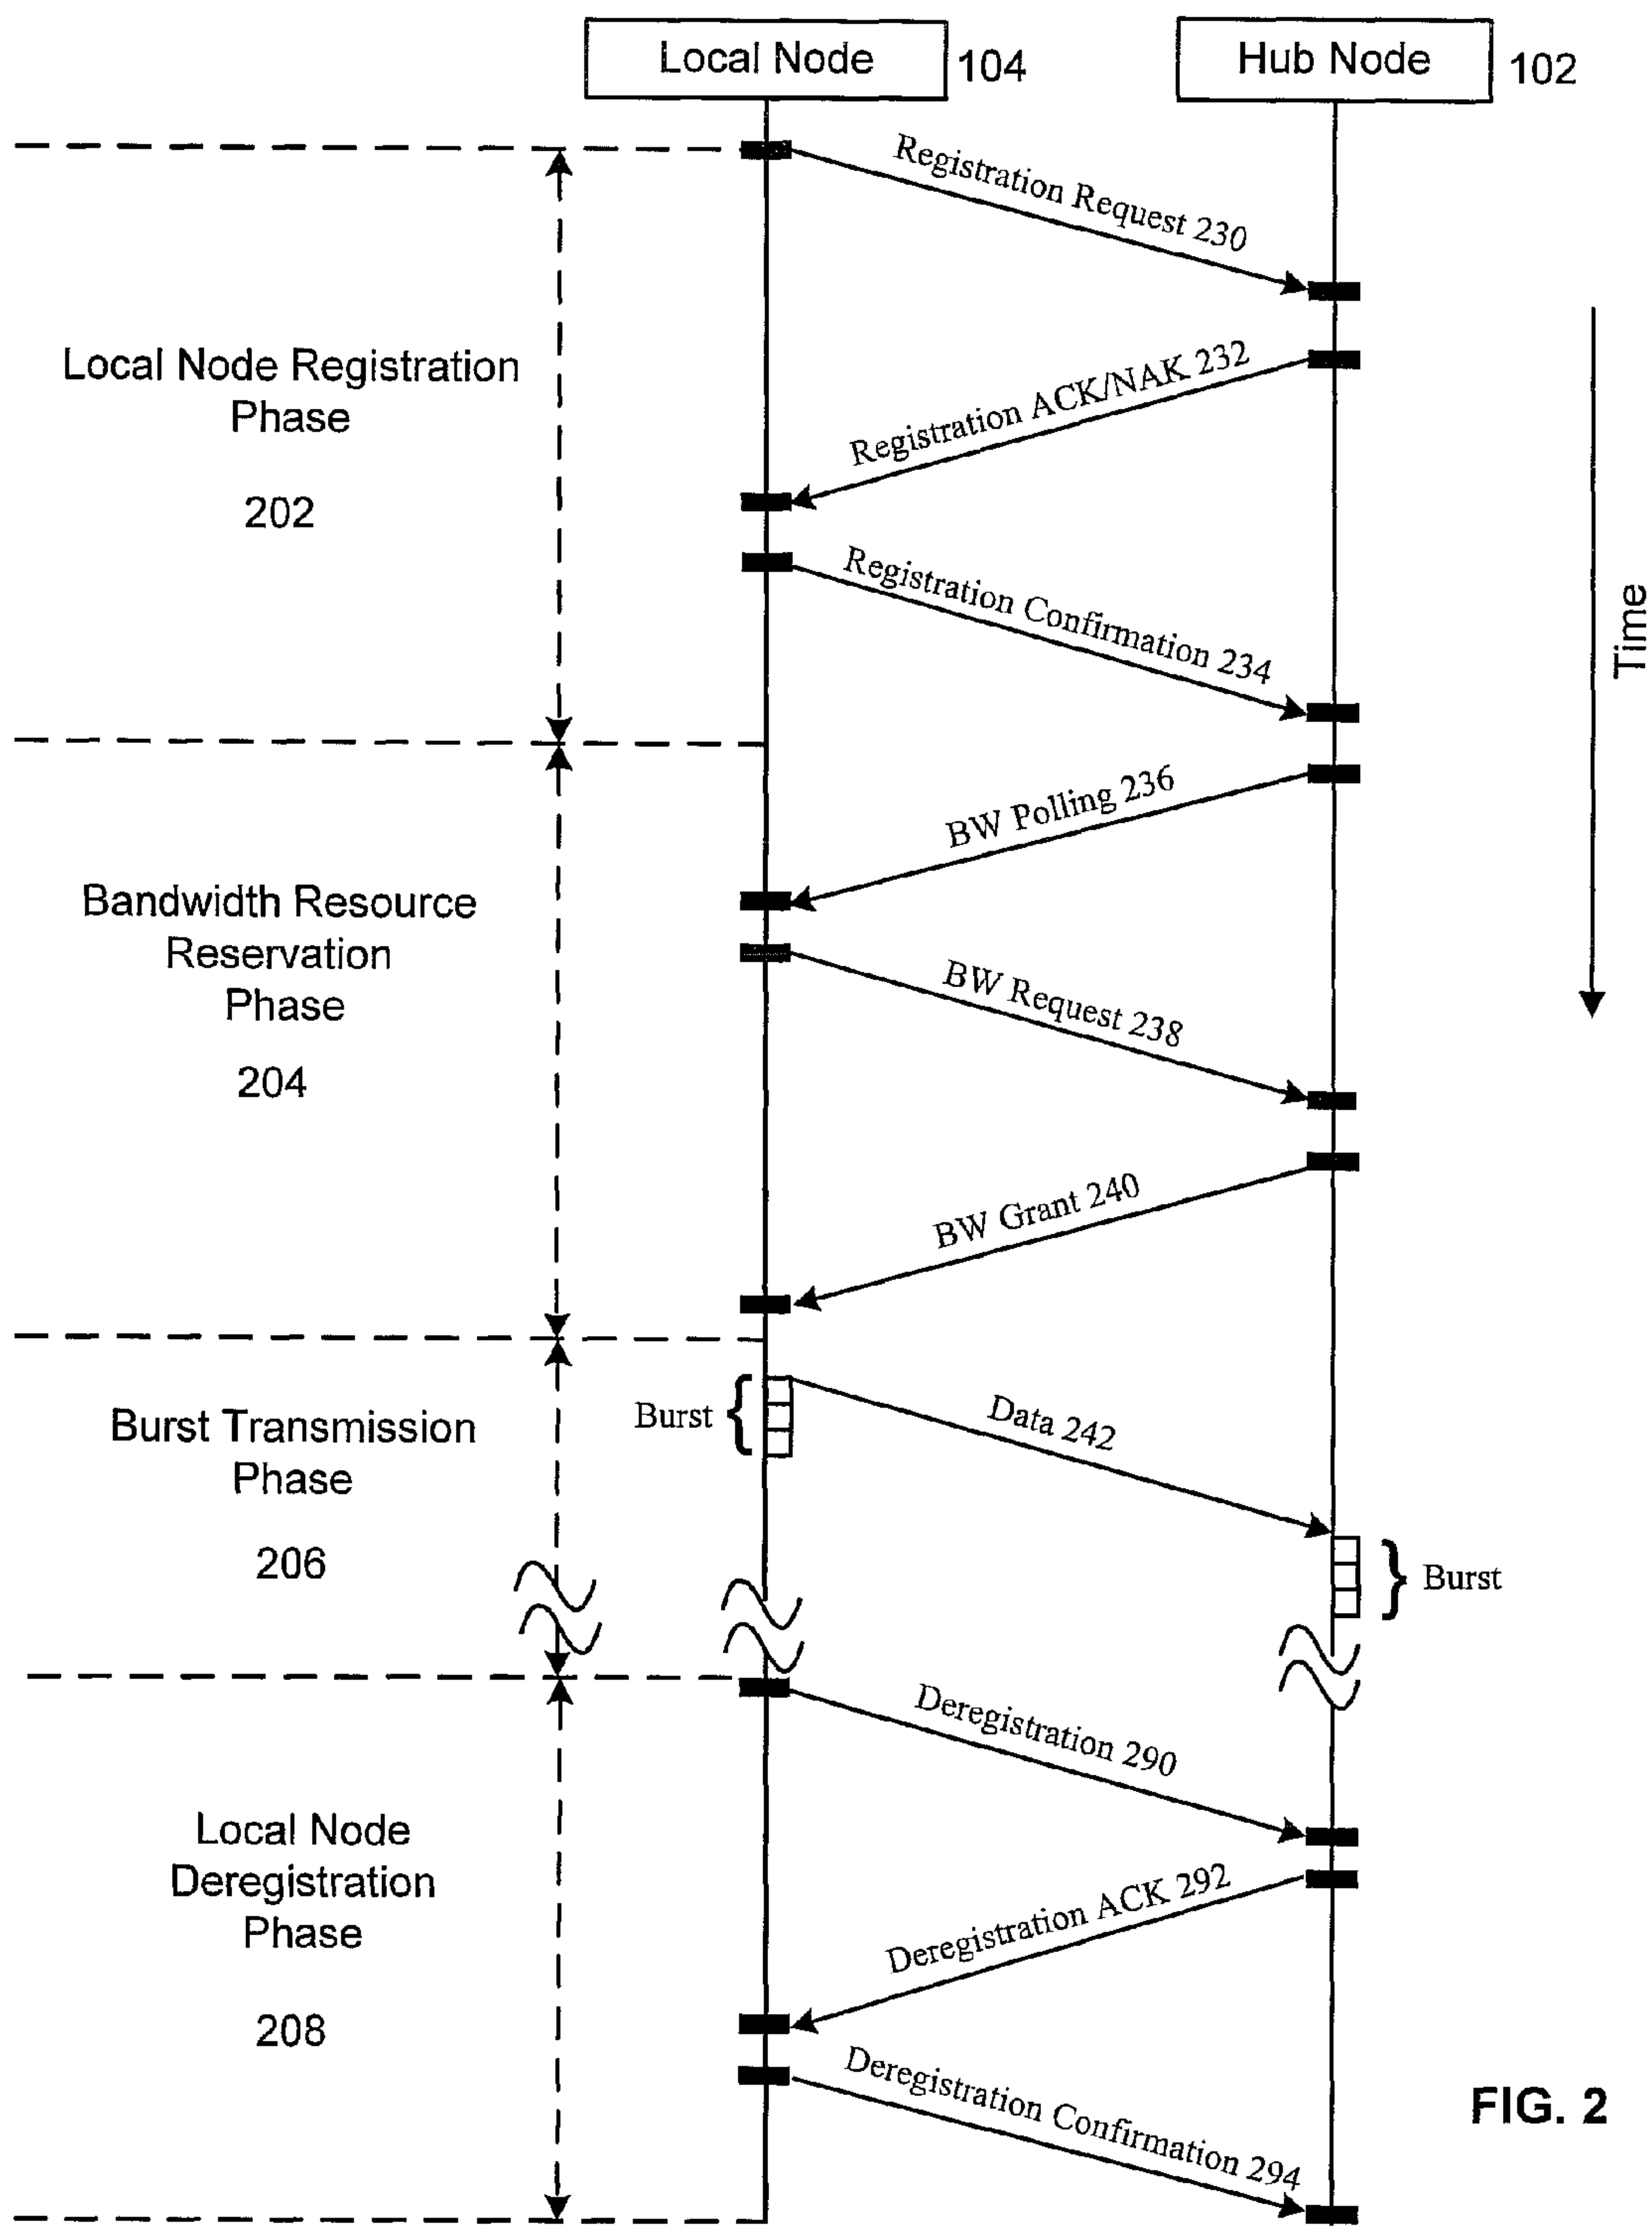 Local Node
104
Hub Node
102
Registration Request 230
Registration ACK/NAK 232
Local Node Registration
Phase
202
Registration Confirmation 234
Time
BW Polling 236
Bandwidth Resource
Reservation
Phase
204
BW Request 238
BW Grant 240
Burst Transmission
Phase
206
Burst
Data 242
Burst
Deregistration 290
Local Node
Deregistration
Phase
208
Deregistration ACK 292
Deregistration Confirmation 294
FIG. 2